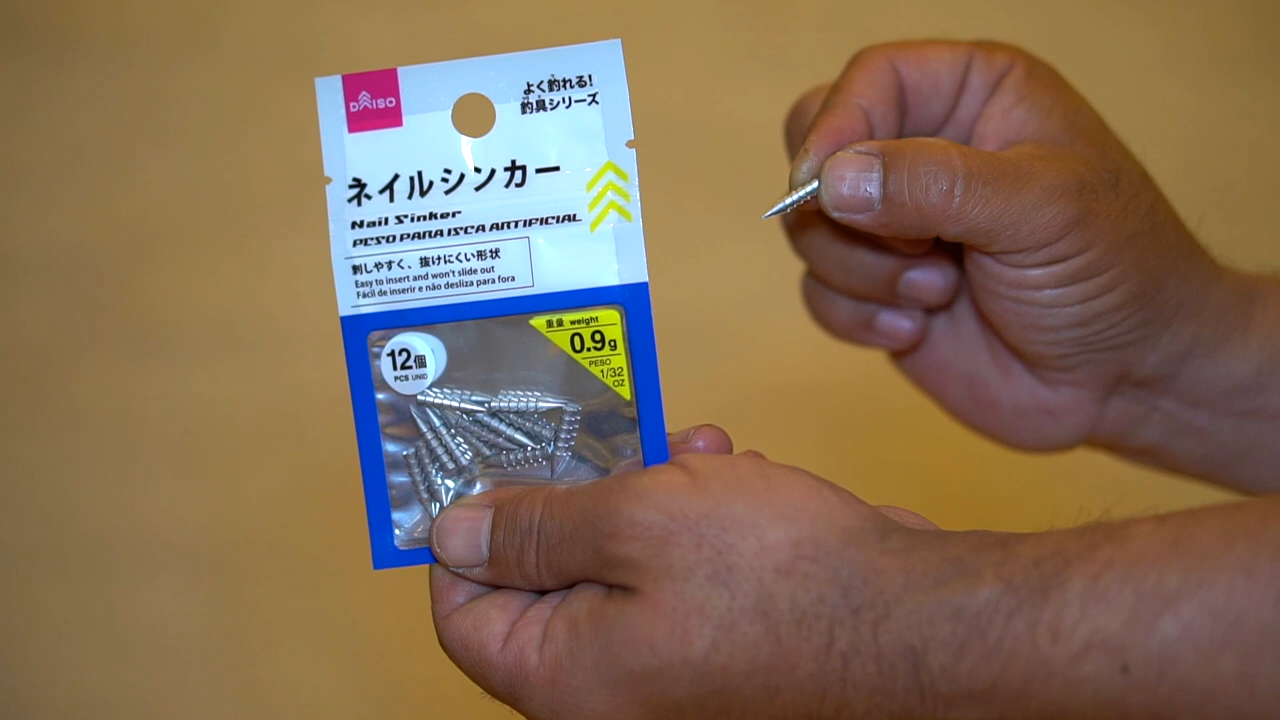 DAISO
よく釣れる!
釣具シリーズ
ネイルシンカー
Nail Sinker
PESO PARA ISCA ARTIFICIAL
刺しやすく、抜けにくい形状
Easy to insert and won't slide out
Fácil de inserir e não desliza para fora
12個
PCS UNID
重量 weight
0.9g
PESO
1/32
OZ